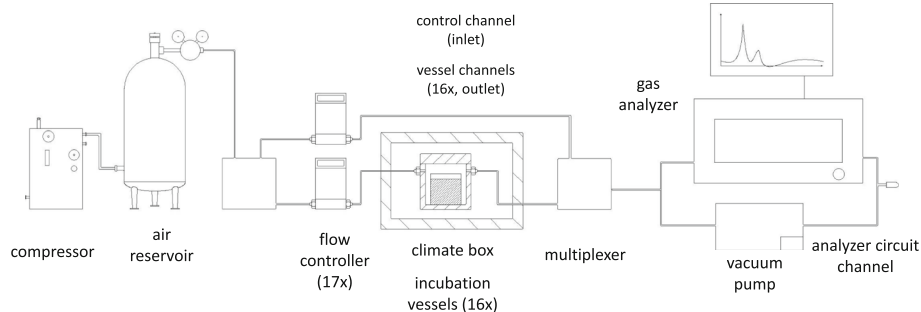 control channel
(inlet)
vessel channels
(16x, outlet)
gas
analyzer
compressor
air
reservoir
flow
controller
(17x)
climate box
incubation
vessels (16x)
multiplexer
vacuum
pump
analyzer circuit
channel